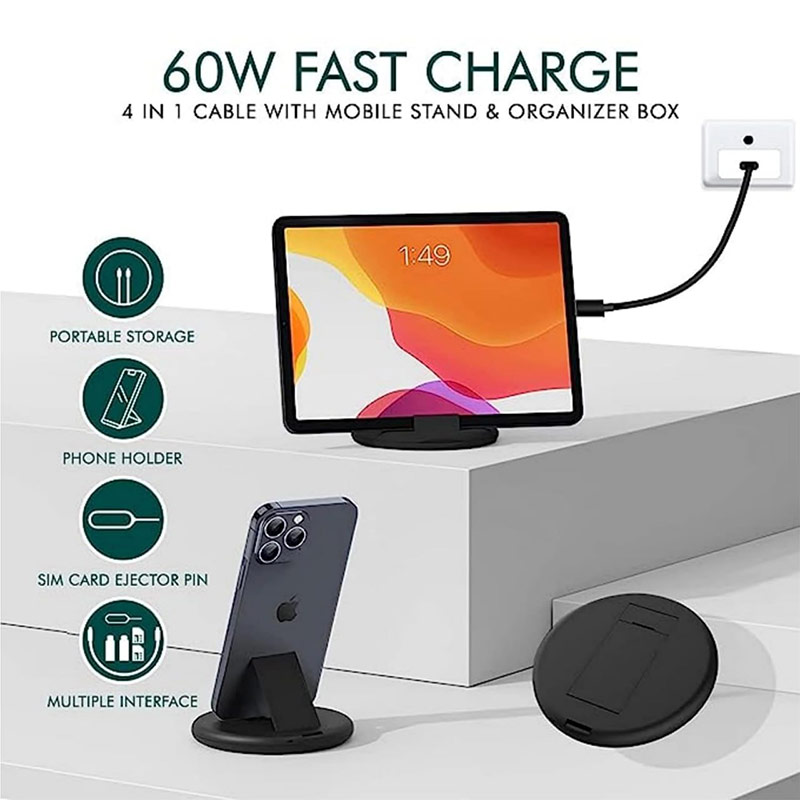 60W FAST CHARGE
4 IN 1 CABLE WITH MOBILE STAND & ORGANIZER BOX
1:49
PORTABLE STORAGE
PHONE HOLDER
SIM CARD EJECTOR PIN
MULTIPLE INTERFACE